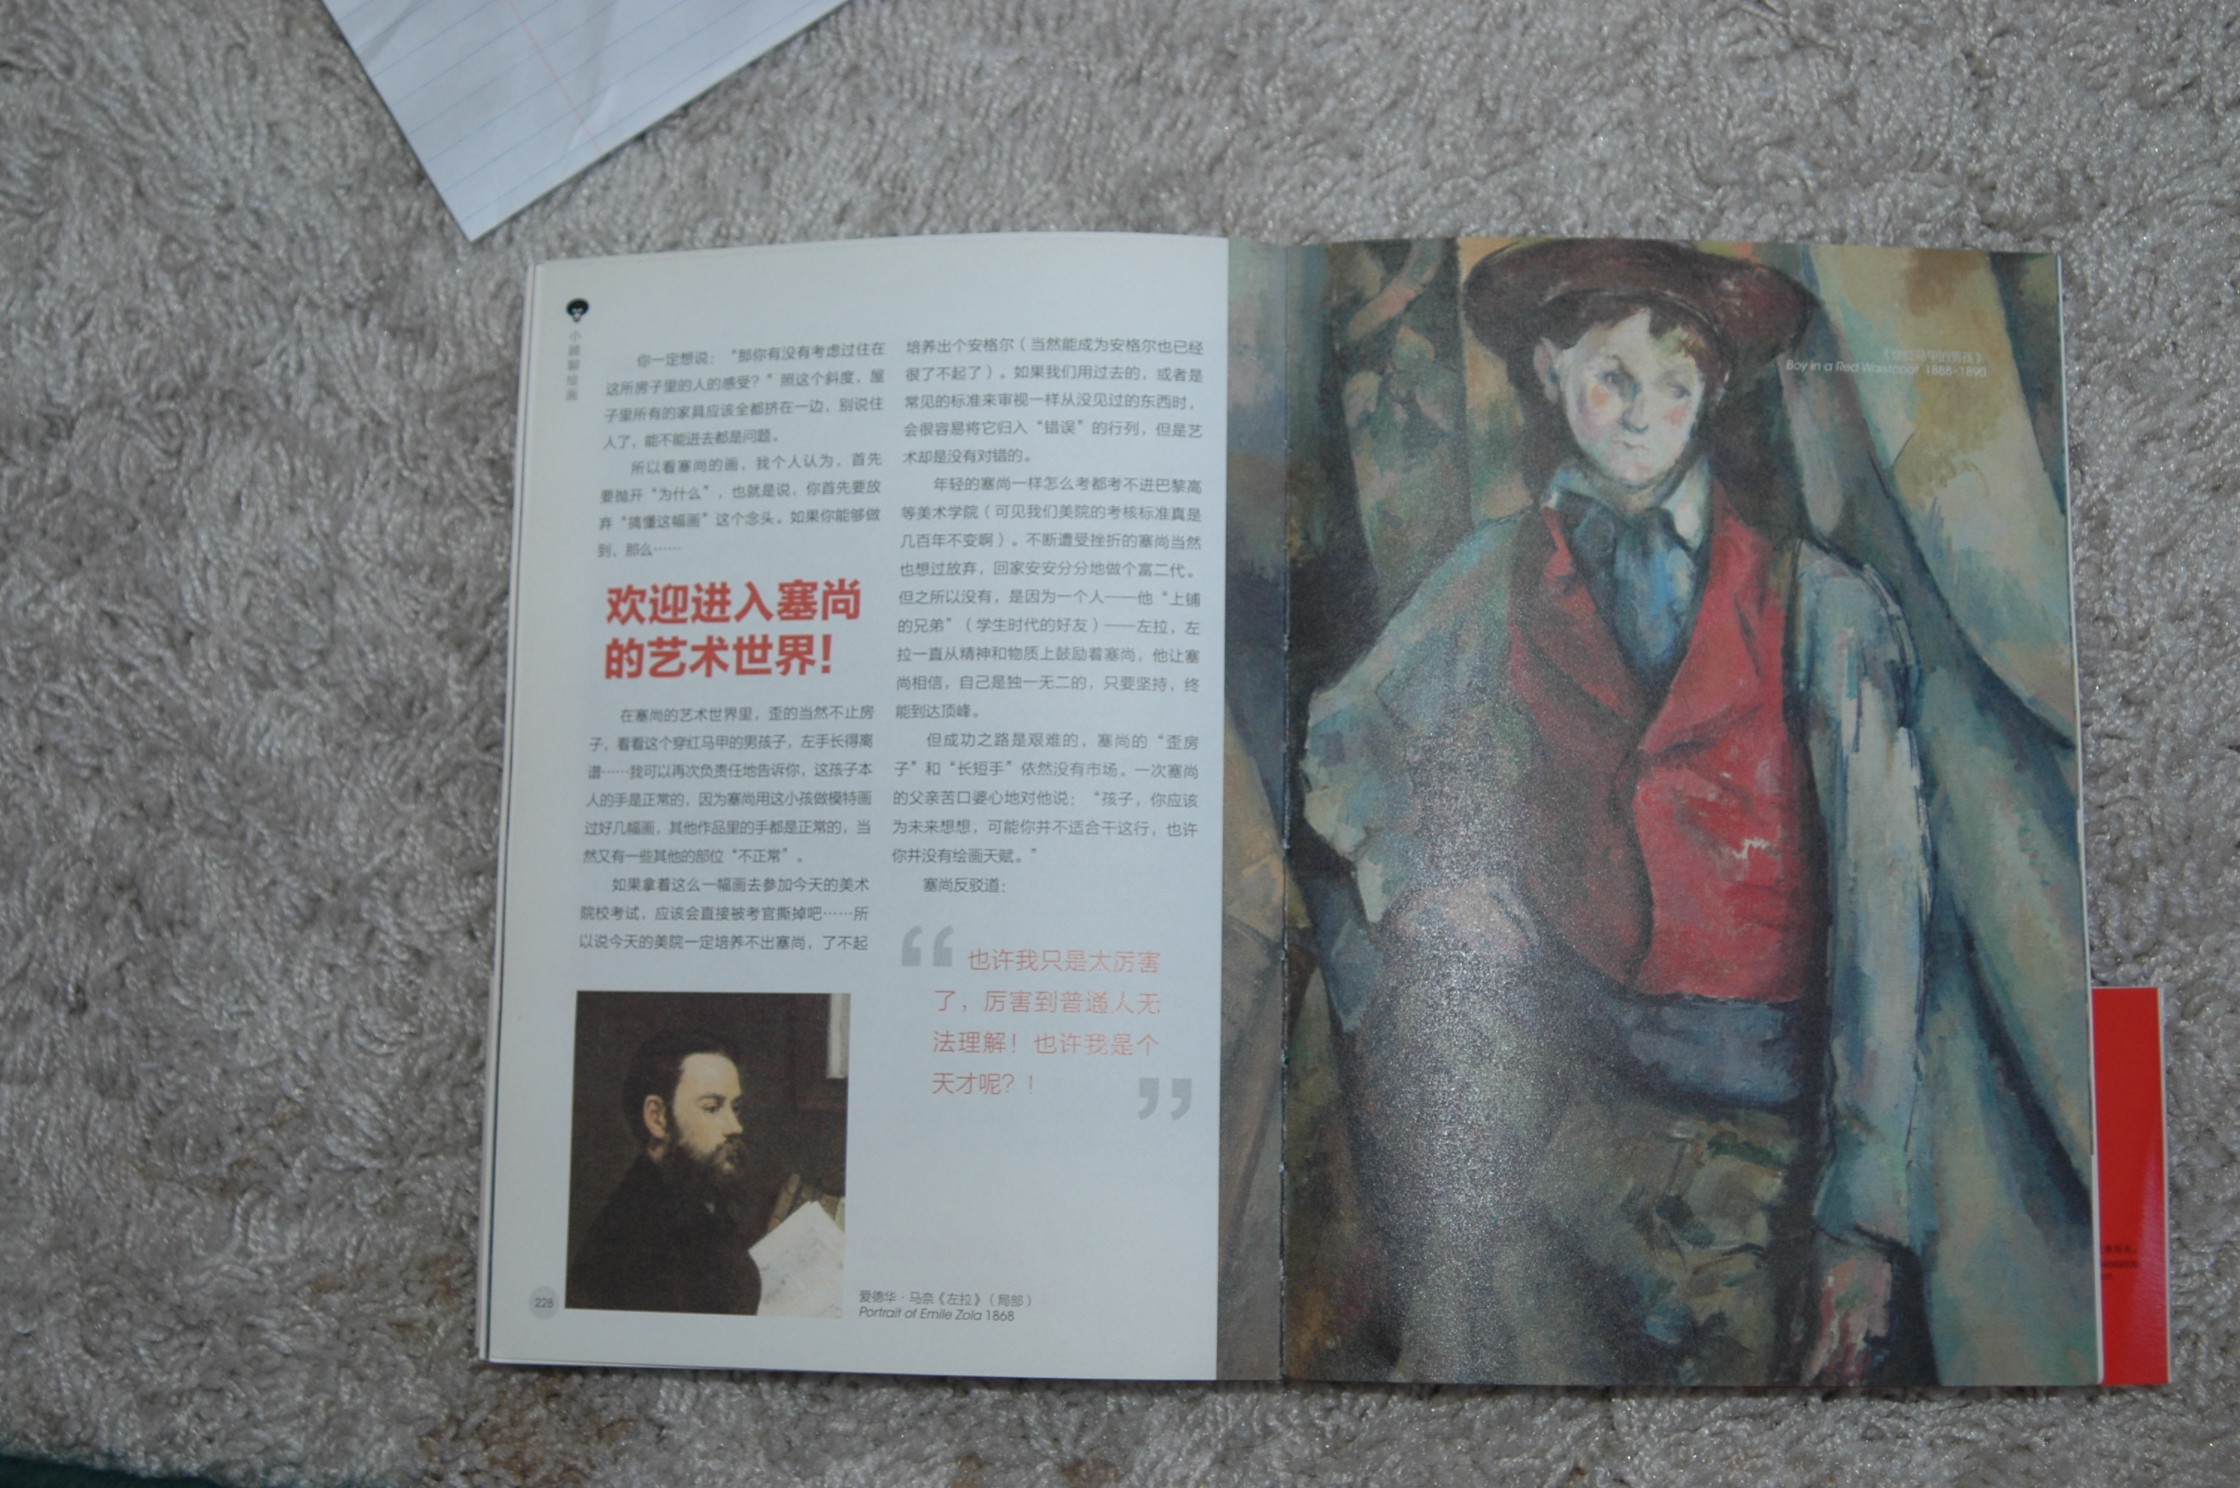 小顾聊绘画
你一定想说：“那你有没有考虑过住在
这所房子里的人的感受？”照这个斜度，屋
子里所有的家具应该全都挤在一边，别说住
人了，能不能进去都是问题。
所以看塞尚的画，我个人认为，首先
要抛开“为什么”，也就是说，你首先要放
弃“搞懂这幅画”这个念头。如果你能够做
到，那么……
欢迎进入塞尚
的艺术世界！
在塞尚的艺术世界里，歪的当然不止房
子，看看这个穿红马甲的男孩子，左手长得离
谱……我可以再次负责任地告诉你，这孩子本
人的手是正常的，因为塞尚用这小孩做模特画
过好几幅画，其他作品里的手都是正常的，当
然又有一些其他的部位“不正常”。
如果拿着这么一幅画去参加今天的美术
院校考试，应该会直接被考官撕掉吧……所
以说今天的美院一定培养不出塞尚，了不起
培养出个安格尔（当然能成为安格尔也已经
很了不起了）。如果我们用过去的，或者是
常见的标准来审视一样从没见过的东西时，
会很容易将它归入“错误”的行列，但是艺
术却是没有对错的。
年轻的塞尚一样怎么考都考不进巴黎高
等美术学院（可见我们美院的考核标准真是
几百年不变啊）。不断遭受挫折的塞尚当然
也想过放弃，回家安安分分地做个富二代。
但之所以没有，是因为一个人——他“上铺
的兄弟”（学生时代的好友）——左拉，左
拉一直从精神和物质上鼓励着塞尚，他让塞
尚相信，自己是独一无二的，只要坚持，终
能到达顶峰。
但成功之路是艰难的，塞尚的“歪房
子”和“长短手”依然没有市场。一次塞尚
的父亲苦口婆心地对他说：“孩子，你应该
为未来想想，可能你并不适合干这行，也许
你并没有绘画天赋。”
塞尚反驳道：
“也许我只是太厉害
了，厉害到普通人无
法理解！也许我是个
天才呢？！”
爱德华·马奈《左拉》（局部）
Portrait of Emile Zola 1868
228
《穿红马甲的男孩》
Boy in a Red Waistcoat 1888-1890